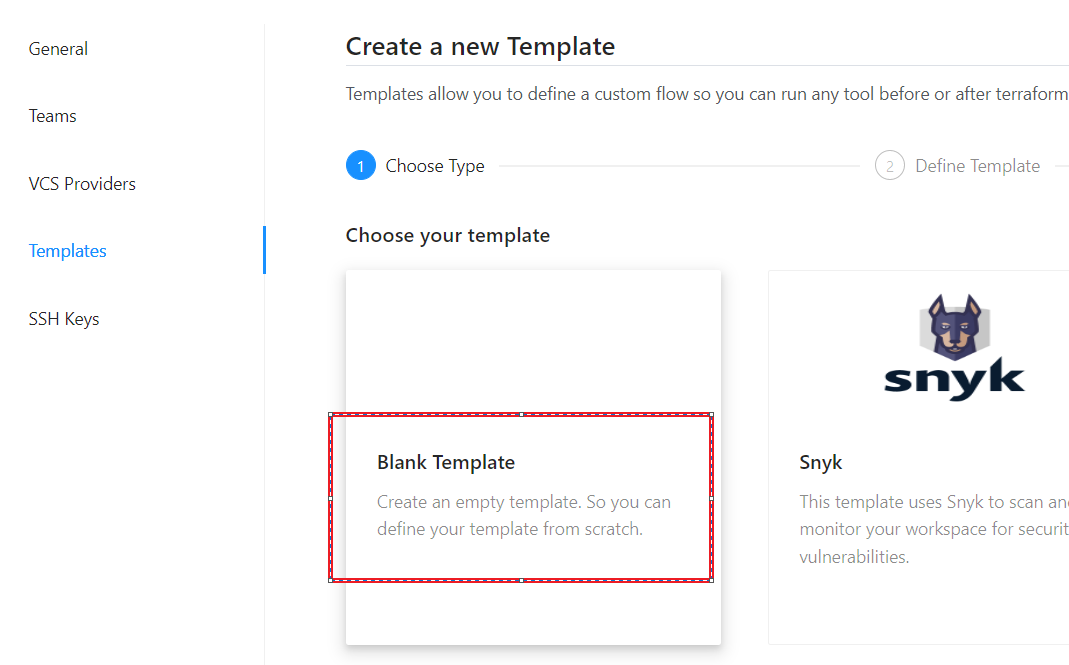 General
Teams
VCS Providers
Templates
SSH Keys
Create a new Template
Templates allow you to define a custom flow so you can run any tool before or after terraform
1 Choose Type
2 Define Template
Choose your template
Blank Template
Create an empty template. So you can
define your template from scratch.
snyk
Snyk
This template uses Snyk to scan an
monitor your workspace for securit
vulnerabilities.